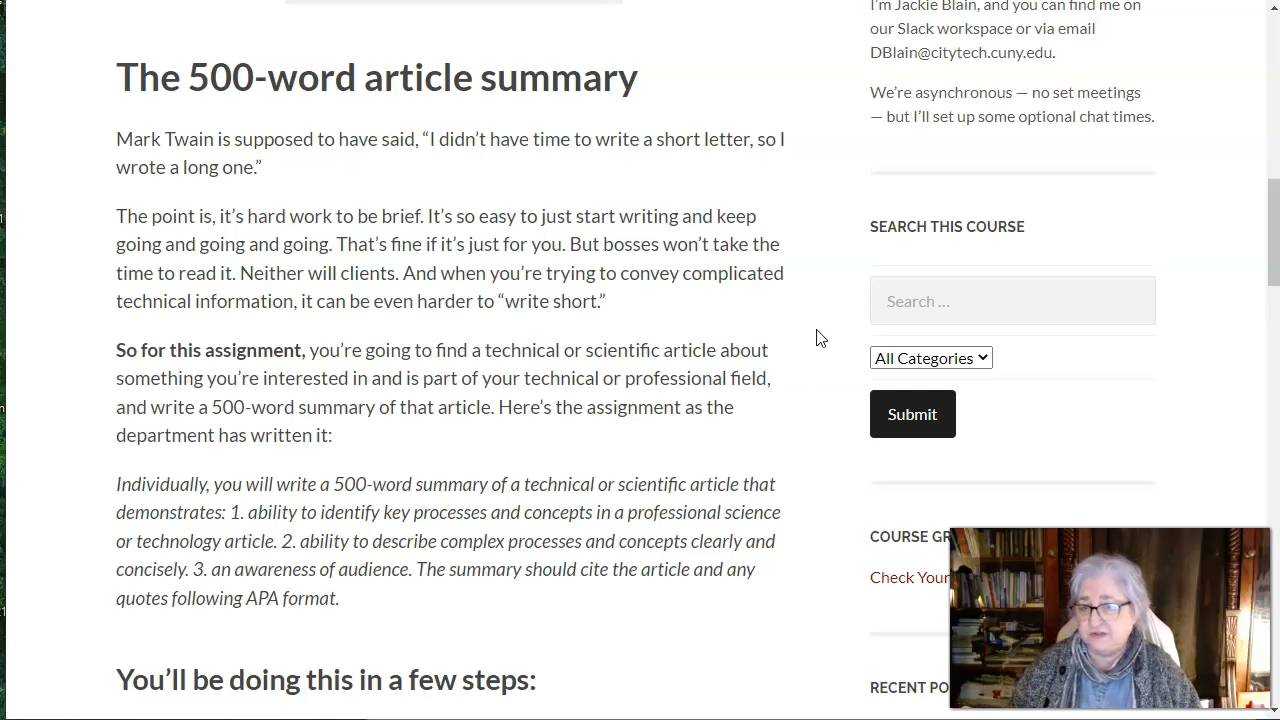 The 500-word article summary
Mark Twain is supposed to have said, “I didn’t have time to write a short letter, so I
wrote a long one.”
The point is, it’s hard work to be brief. It’s so easy to just start writing and keep
going and going and going. That’s fine if it’s just for you. But bosses won’t take the
time to read it. Neither will clients. And when you’re trying to convey complicated
technical information, it can be even harder to “write short.”
So for this assignment, you’re going to find a technical or scientific article about
something you’re interested in and is part of your technical or professional field,
and write a 500-word summary of that article. Here’s the assignment as the
department has written it:
Individually, you will write a 500-word summary of a technical or scientific article that
demonstrates: 1. ability to identify key processes and concepts in a professional science
or technology article. 2. ability to describe complex processes and concepts clearly and
concisely. 3. an awareness of audience. The summary should cite the article and any
quotes following APA format.
You’ll be doing this in a few steps:
I’m Jackie Blain, and you can find me on
our Slack workspace or via email
DBlain@citytech.cuny.edu.
We’re asynchronous — no set meetings
— but I’ll set up some optional chat times.
SEARCH THIS COURSE
Search ...
All Categories
Submit
COURSE GR
Check Your
RECENT PO